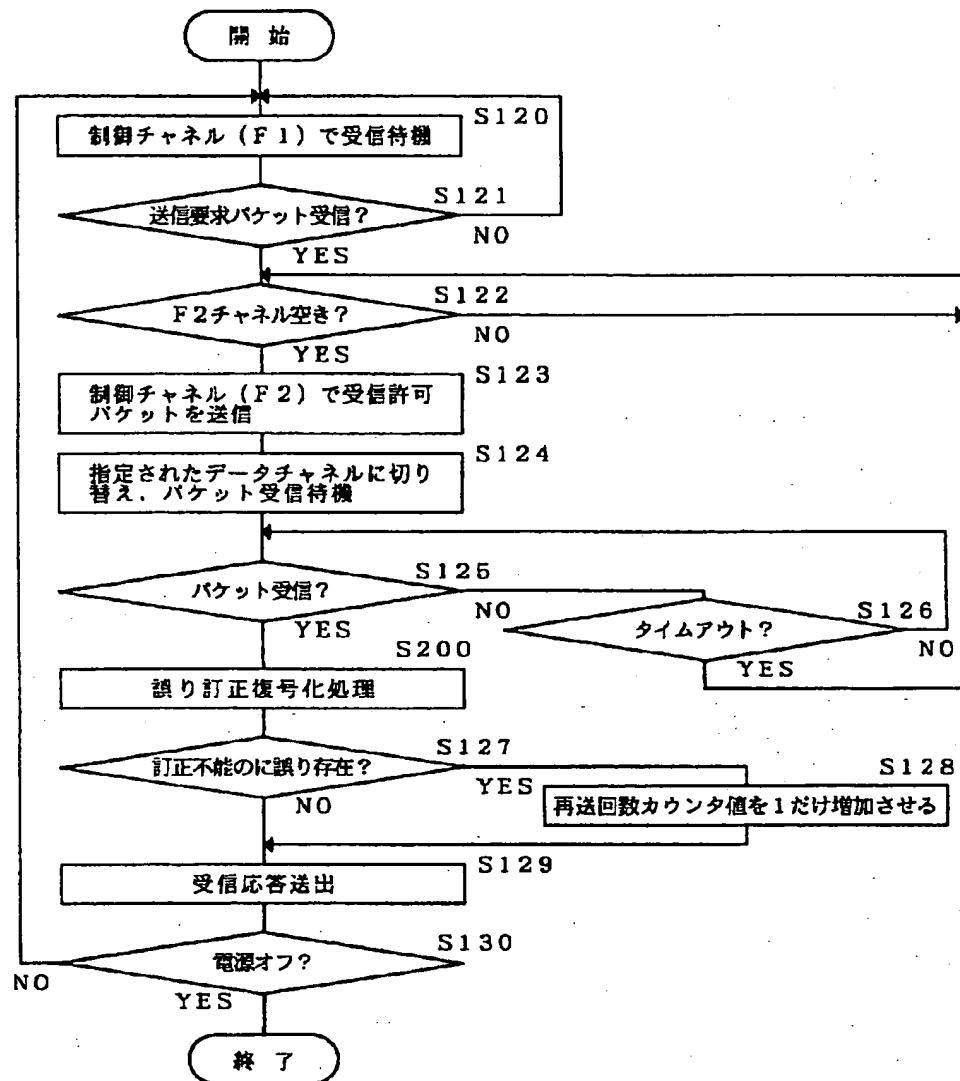 開 始
S120
制御チャネル（F1）で受信待機
S121
送信要求パケット受信？
NO
YES
S122
F2チャネル空き？
NO
YES
S123
制御チャネル（F2）で受信許可
パケットを送信
S124
指定されたデータチャネルに切り
替え，パケット受信待機
S125
パケット受信？
NO
YES
S126
タイムアウト？
NO
YES
S200
誤り訂正復号化処理
S127
訂正不能のに誤り存在？
YES
NO
S128
再送回数カウンタ値を1だけ増加させる
S129
受信応答送出
S130
電源オフ？
NO
YES
終 了